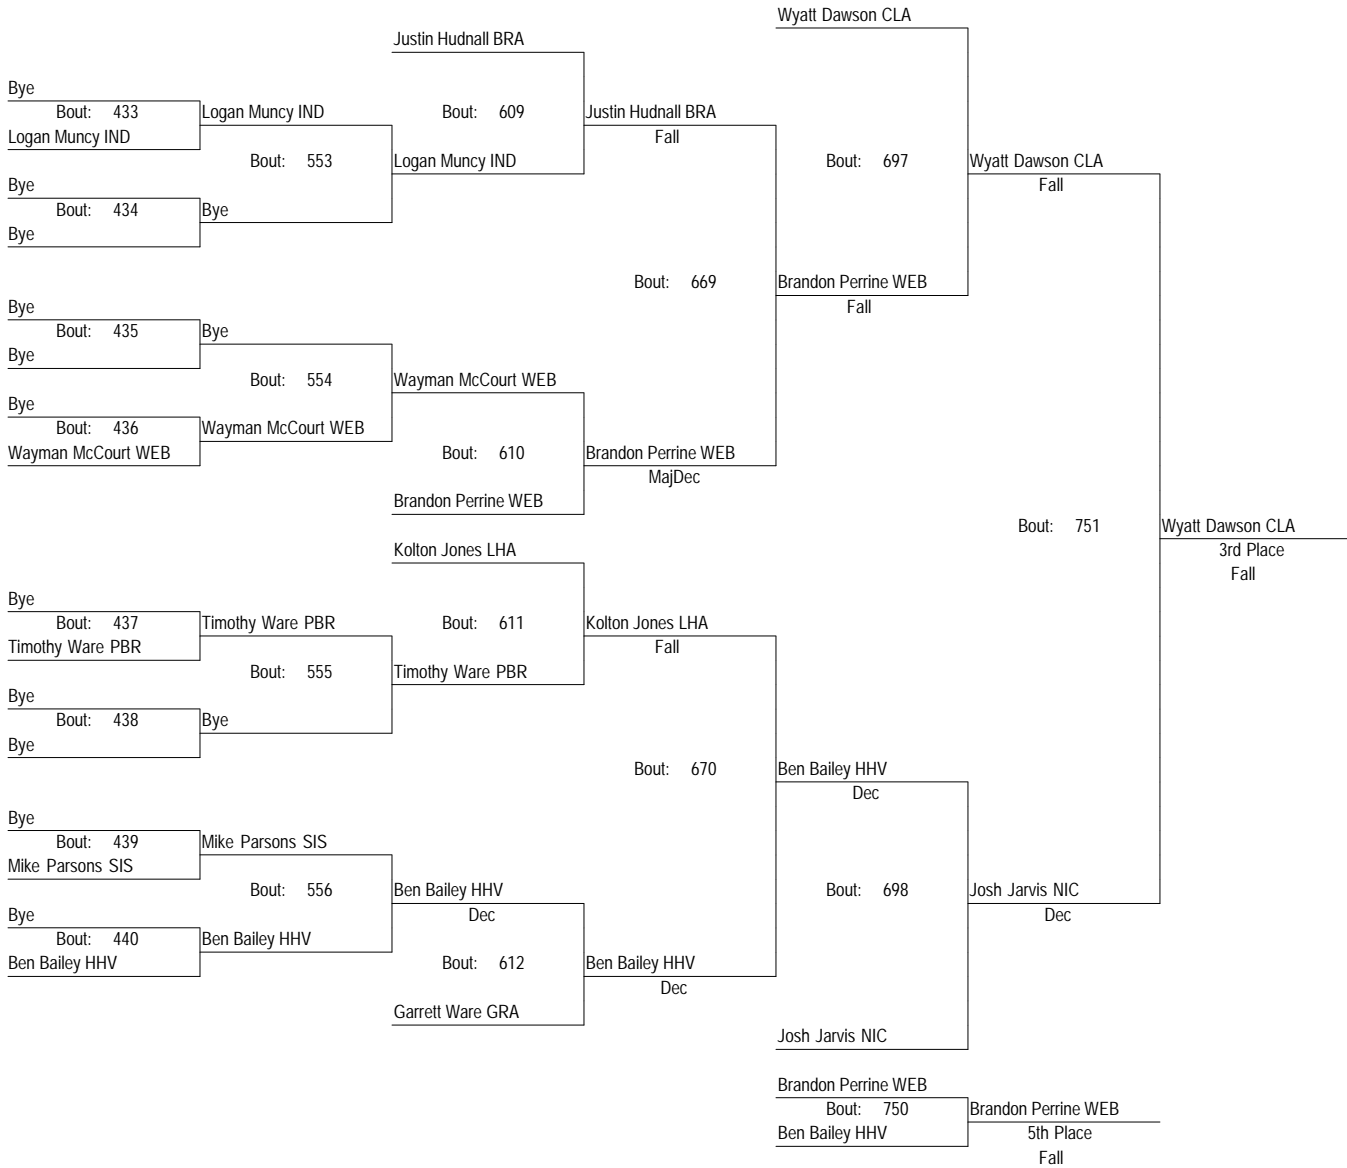 Wyatt Dawson CLA
Justin Hudnall BRA
Bye
Bout: 433 Logan Muncy IND Bout: 609 Justin Hudnall BRA
Logan Muncy IND Fall
Bout: 553 Logan Muncy IND Bout: 697 Wyatt Dawson CLA
Bye Fall
Bout: 434 Bye
Bye
Bout: 669 Brandon Perrine WEB
Bye Fall
Bout: 435 Bye
Bye
Bout: 554 Wayman McCourt WEB
Bye
Bout: 436 Wayman McCourt WEB
Wayman McCourt WEB Bout: 610 Brandon Perrine WEB
MajDec
Brandon Perrine WEB
Bout: 751 Wyatt Dawson CLA
Kolton Jones LHA 3rd Place
Fall
Bye
Bout: 437 Timothy Ware PBR Bout: 611 Kolton Jones LHA
Timothy Ware PBR Fall
Bout: 555 Timothy Ware PBR
Bye
Bout: 438 Bye
Bye
Bout: 670 Ben Bailey HHV
Dec
Bye
Bout: 439 Mike Parsons SIS
Mike Parsons SIS
Bout: 556 Ben Bailey HHV Bout: 698 Josh Jarvis NIC
Bye Dec Dec
Bout: 440 Ben Bailey HHV
Ben Bailey HHV Bout: 612 Ben Bailey HHV
Dec
Garrett Ware GRA
Josh Jarvis NIC
Brandon Perrine WEB
Bout: 750 Brandon Perrine WEB
Ben Bailey HHV 5th Place
Fall